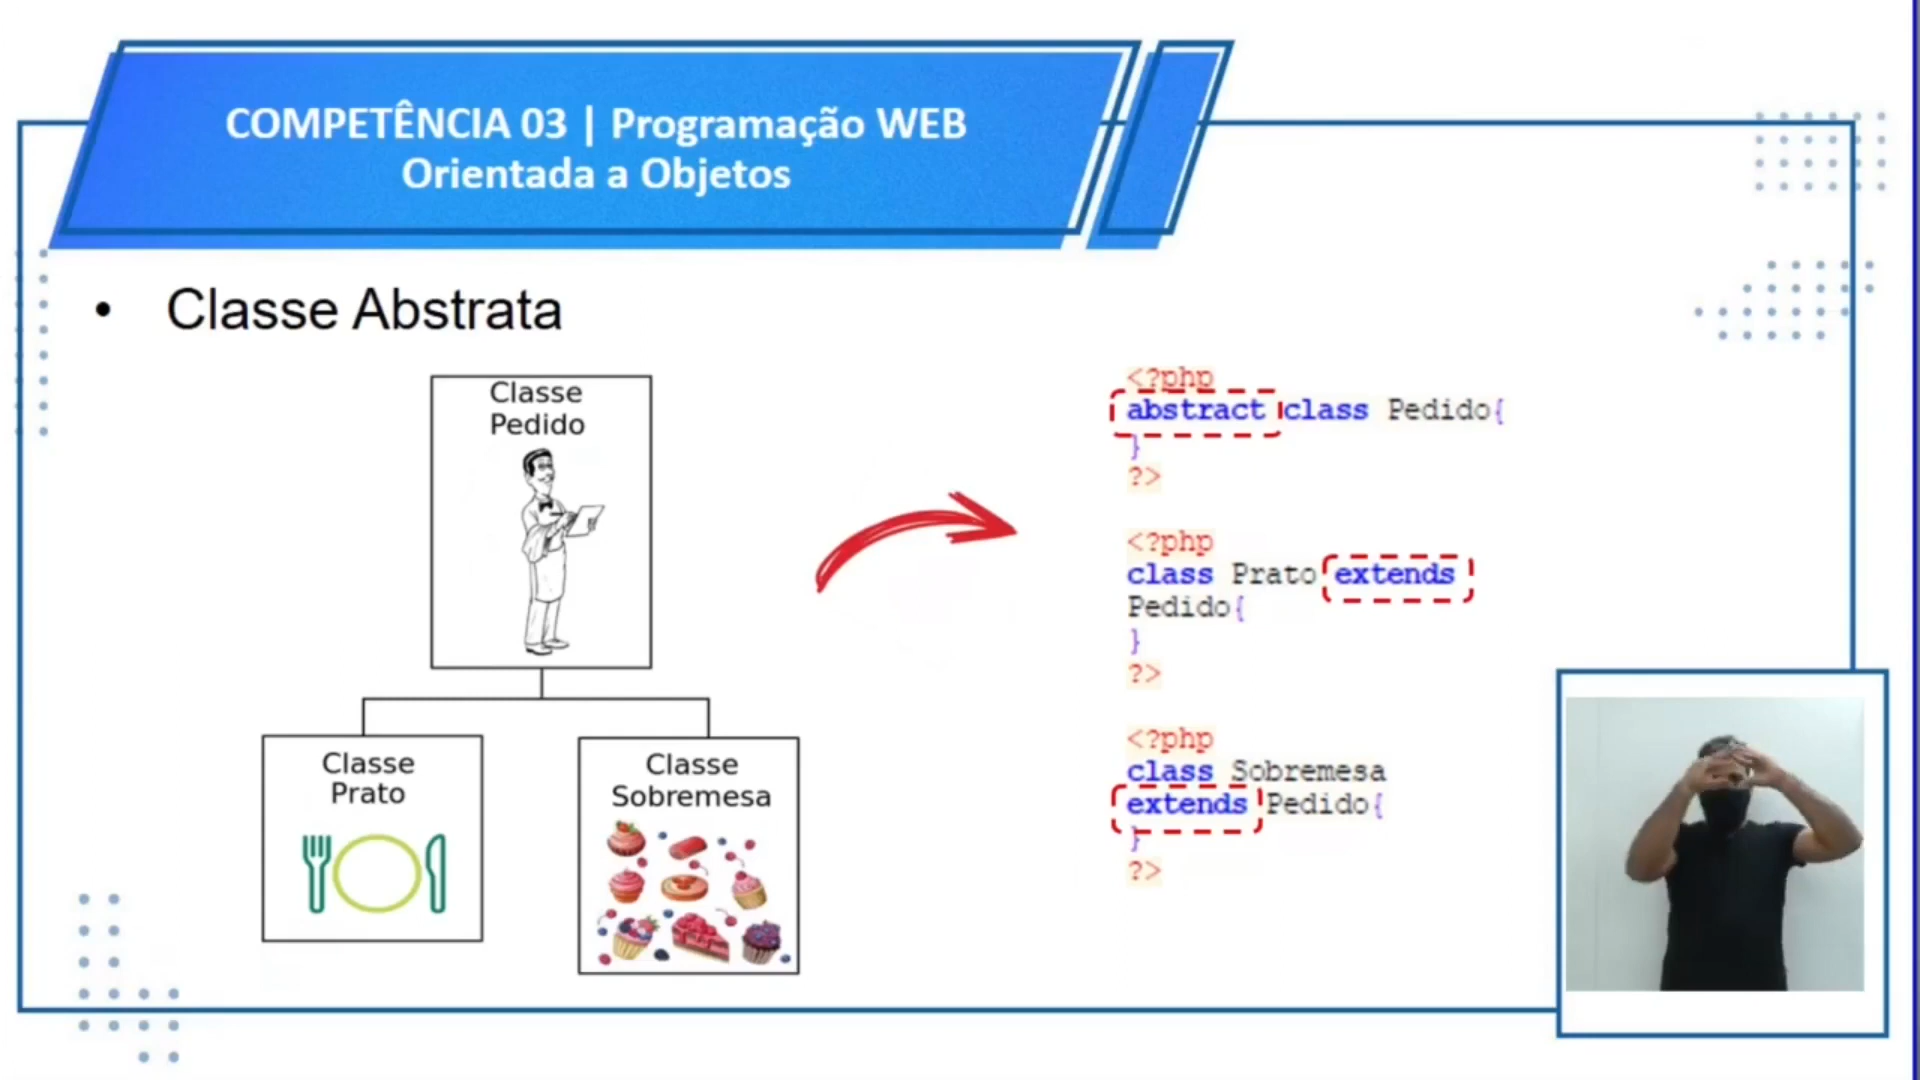 COMPETÊNCIA 03 | Programação WEB
Orientada a Objetos
• Classe Abstrata
Classe
Pedido
Classe
Prato
Classe
Sobremesa
<?php
abstract class Pedido{
}
?>
<?php
class Prato extends
Pedido{
}
?>
<?php
class Sobremesa
extends Pedido{
}
?>